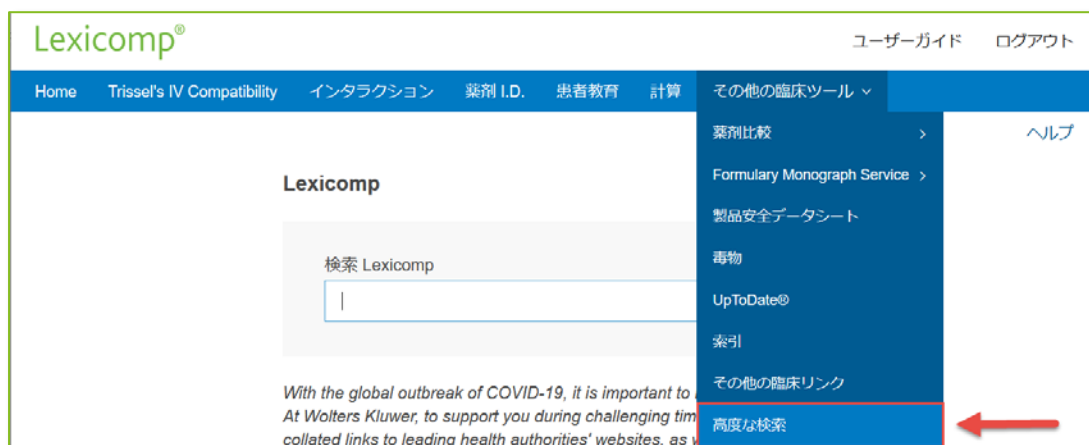 Lexicomp®
ユーザーガイド ログアウト
Home Trissel's IV Compatibility インタラクション 薬剤 I.D. 患者教育 計算 その他の臨床ツール
薬剤比較
ヘルプ
Formulary Monograph Service
Lexicomp
製品安全データシート
検索 Lexicomp
毒物
UpToDate®
索引
その他の臨床リンク
With the global outbreak of COVID-19, it is important to
At Wolters Kluwer, to support you during challenging tim
高度な検索
collated links to leading health authorities' websites, as